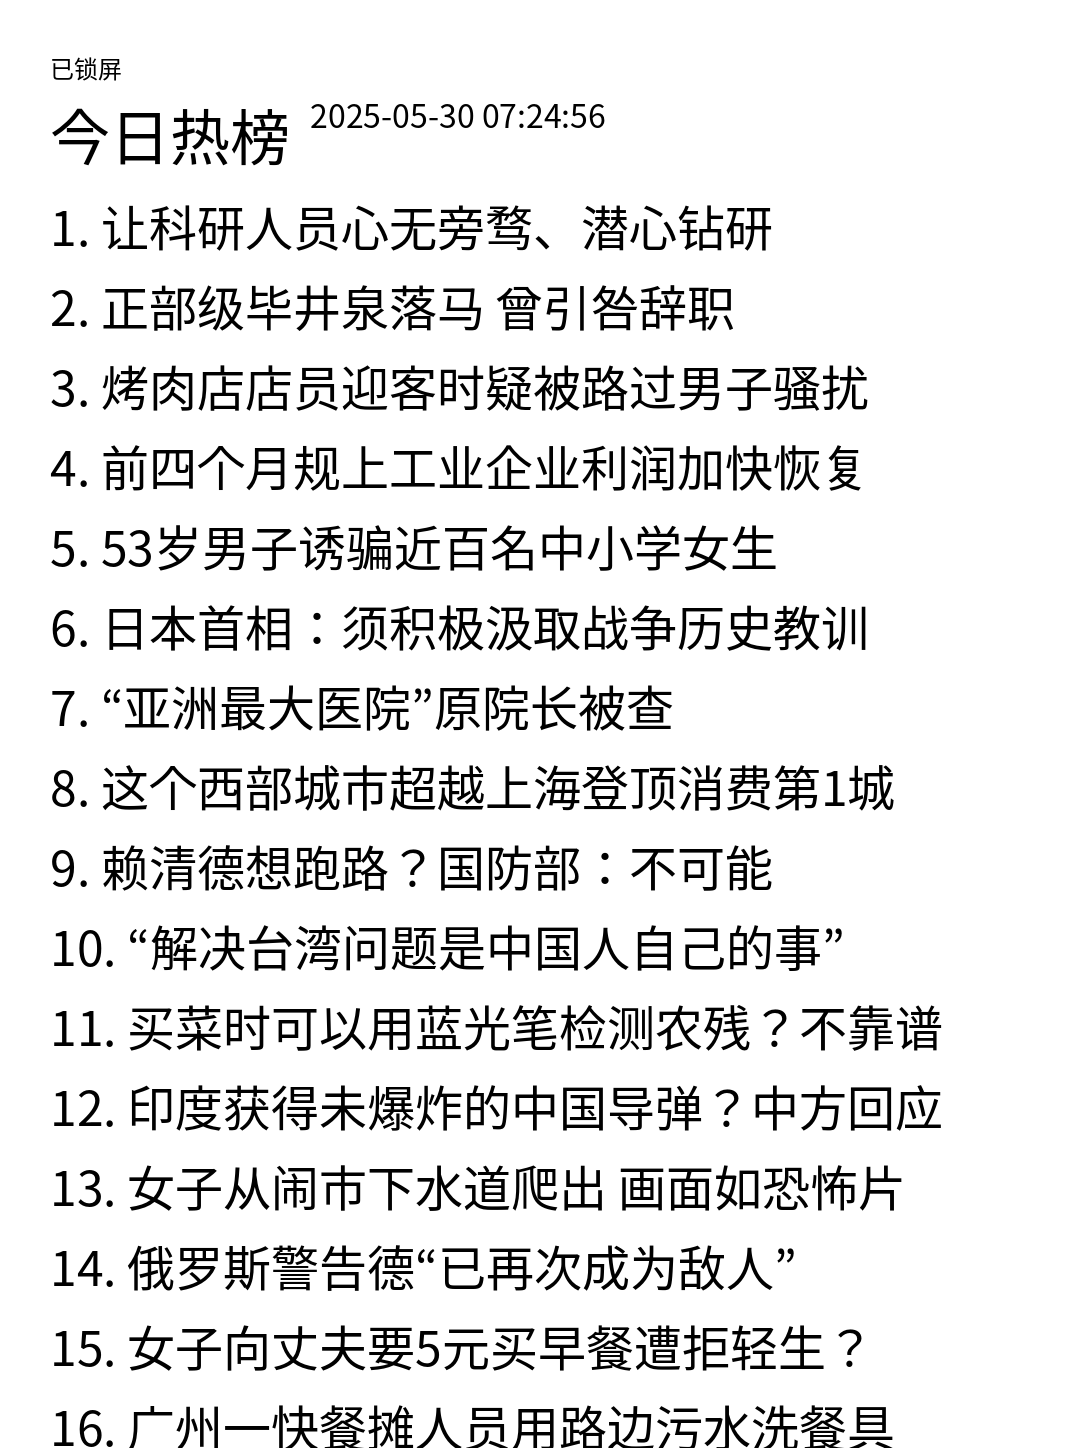 已锁屏
今日热榜 2025-05-30 07:24:56
1. 让科研人员心无旁骛、潜心钻研
2. 正部级毕井泉落马 曾引咎辞职
3. 烤肉店店员迎客时疑被路过男子骚扰
4. 前四个月规上工业企业利润加快恢复
5. 53岁男子诱骗近百名中小学女生
6. 日本首相：须积极汲取战争历史教训
7. “亚洲最大医院”原院长被查
8. 这个西部城市超越上海登顶消费第1城
9. 赖清德想跑路？国防部：不可能
10. “解决台湾问题是中国人自己的事”
11. 买菜时可以用蓝光笔检测农残？不靠谱
12. 印度获得未爆炸的中国导弹？中方回应
13. 女子从闹市下水道爬出 画面如恐怖片
14. 俄罗斯警告德“已再次成为敌人”
15. 女子向丈夫要5元买早餐遭拒轻生？
16. 广州一快餐摊人员用路边污水洗餐具